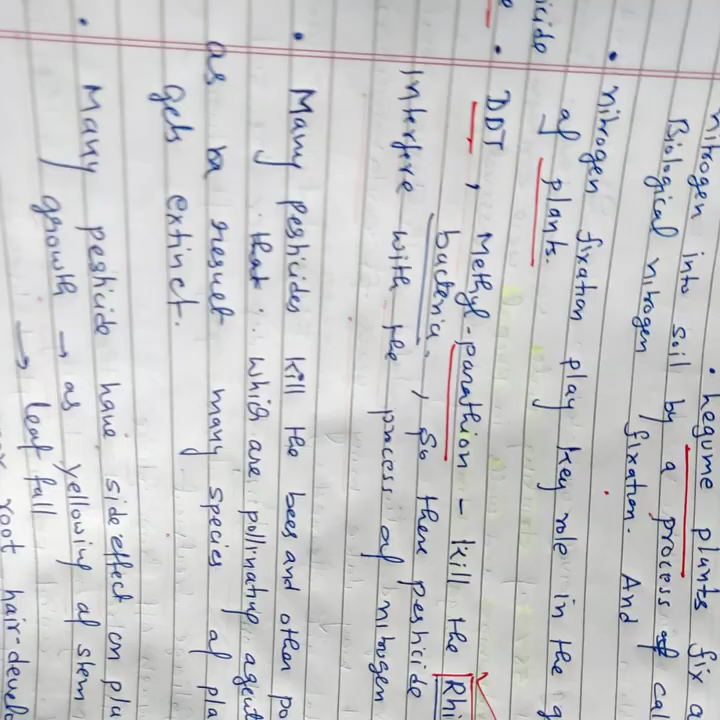 • Legume plants fix a
nitrogen into soil by a process of cal
Biological nitrogen fixation. And
• nitrogen fixation play key role in the g
of plants.
icide
• DDT, Methyl-parathion - kill the Rhi
bacteria, So these pesticide
Interfere with the process of nitrogen
• Many pesticides kill the bees and other po
that which are pollinating agent
as a result many species of pla
gets extinct.
• Many pesticide have side effect on pla
growth → as yellowing of stem
→ leaf fall
root hair develo